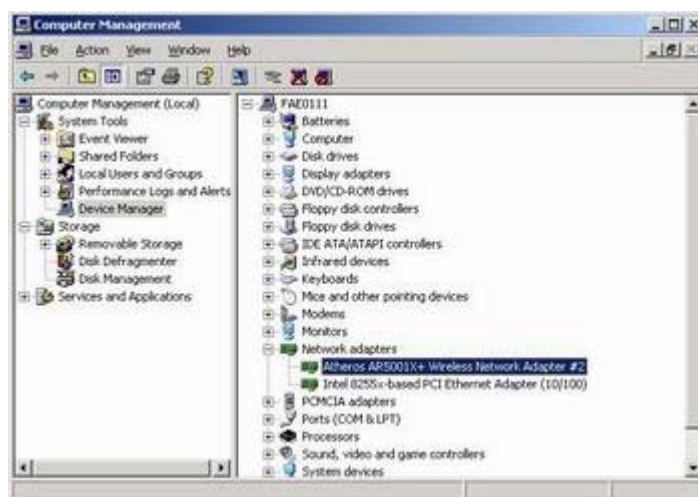 Computer Management
File Action View Window Help
Computer Management (Local)
System Tools
Event Viewer
Shared Folders
Local Users and Groups
Performance Logs and Alerts
Device Manager
Storage
Removable Storage
Disk Defragmenter
Disk Management
Services and Applications
FAE0111
Batteries
Computer
Disk drives
Display adapters
DVD/CD-ROM drives
Floppy disk controllers
Floppy disk drives
IDE ATA/ATAPI controllers
Infrared devices
Keyboards
Mice and other pointing devices
Modems
Monitors
Network adapters
Atheros AR5001X+ Wireless Network Adapter #2
Intel 8255x-based PCI Ethernet Adapter (10/100)
PCMCIA adapters
Ports (COM & LPT)
Processors
Sound, video and game controllers
System devices